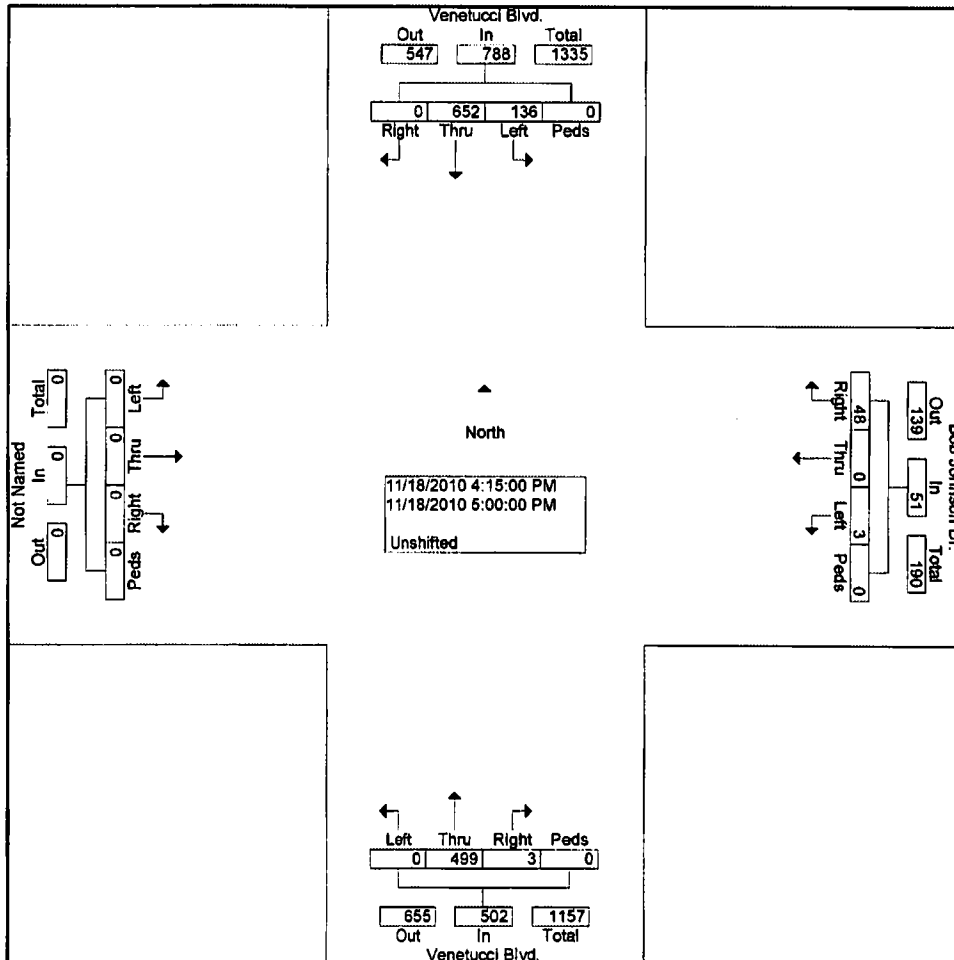 Venetucci Blvd.
Out In Total
547 788 1335
0 652 136 0
Right Thru Left Peds
Not Named
Total In Out
0 0 0
0 0 0 0
Left Thru Right Peds
North
11/18/2010 4:15:00 PM
11/18/2010 5:00:00 PM
Unshifted
Right Thru Left Peds
48 0 3 0
139 51 190
Out In Total
Left Thru Right Peds
0 499 3 0
655 502 1157
Out In Total
Venetucci Blvd.